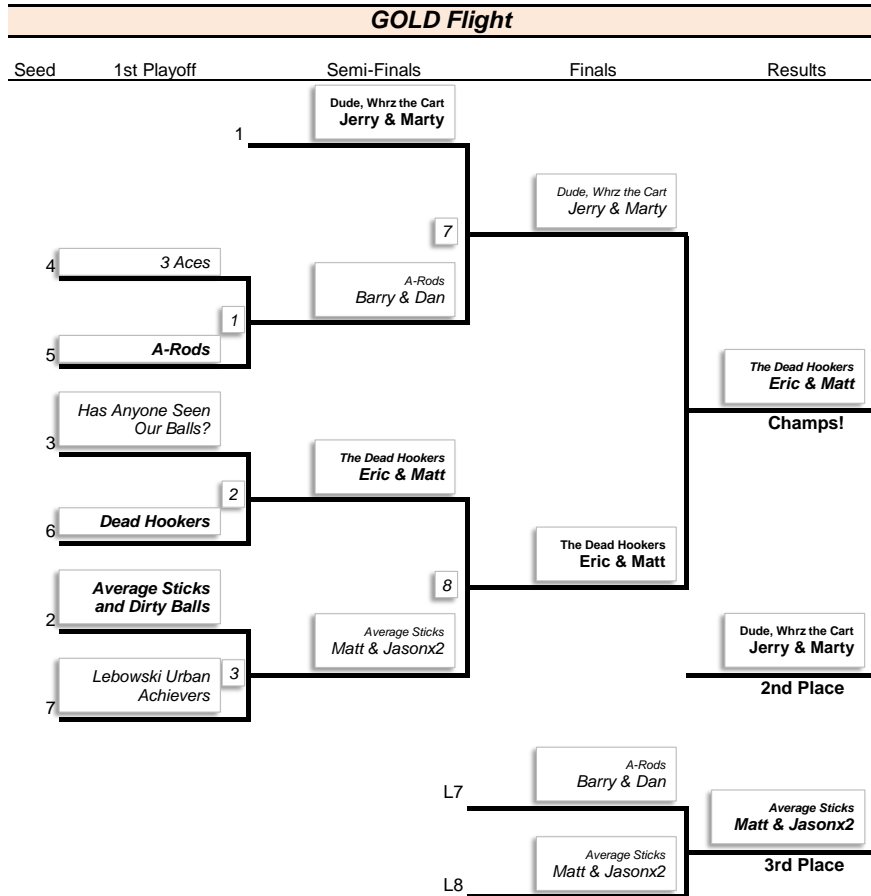 GOLD Flight
Seed 1st Playoff Semi-Finals Finals Results
Dude, Whrz the Cart
Jerry & Marty
1
Dude, Whrz the Cart
Jerry & Marty
7
4 3 Aces
A-Rods
Barry & Dan
1
5 A-Rods
The Dead Hookers
Eric & Matt
Champs!
Has Anyone Seen
Our Balls?
3
The Dead Hookers
Eric & Matt
2
6 Dead Hookers
The Dead Hookers
Eric & Matt
8
Average Sticks
and Dirty Balls
2
Average Sticks
Matt & Jasonx2
Dude, Whrz the Cart
Jerry & Marty
2nd Place
Lebowski Urban
Achievers
3
7
A-Rods
Barry & Dan
L7
Average Sticks
Matt & Jasonx2
3rd Place
Average Sticks
Matt & Jasonx2
L8